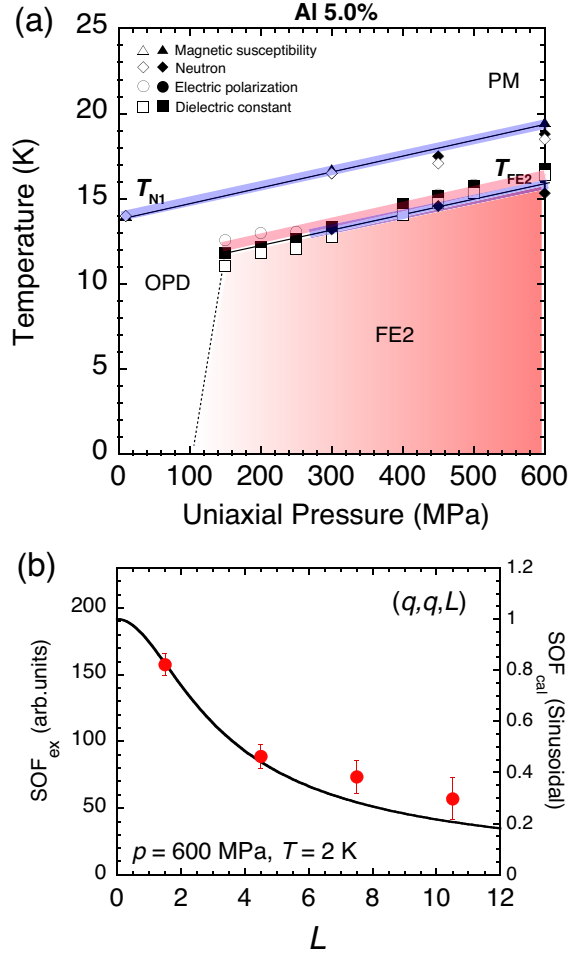 (a)
Al 5.0%
25
20
15
10
5
0
Temperature (K)
Magnetic susceptibility
Neutron
Electric polarization
Dielectric constant
PM
T_N1
T_FE2
OPD
FE2
0 100 200 300 400 500 600
Uniaxial Pressure (MPa)
(b)
(q,q,L)
200
150
100
50
0
SOF_ex (arb.units)
1.2
1
0.8
0.6
0.4
0.2
0
SOF_cal (Sinusoidal)
p = 600 MPa, T = 2 K
0 2 4 6 8 10 12
L